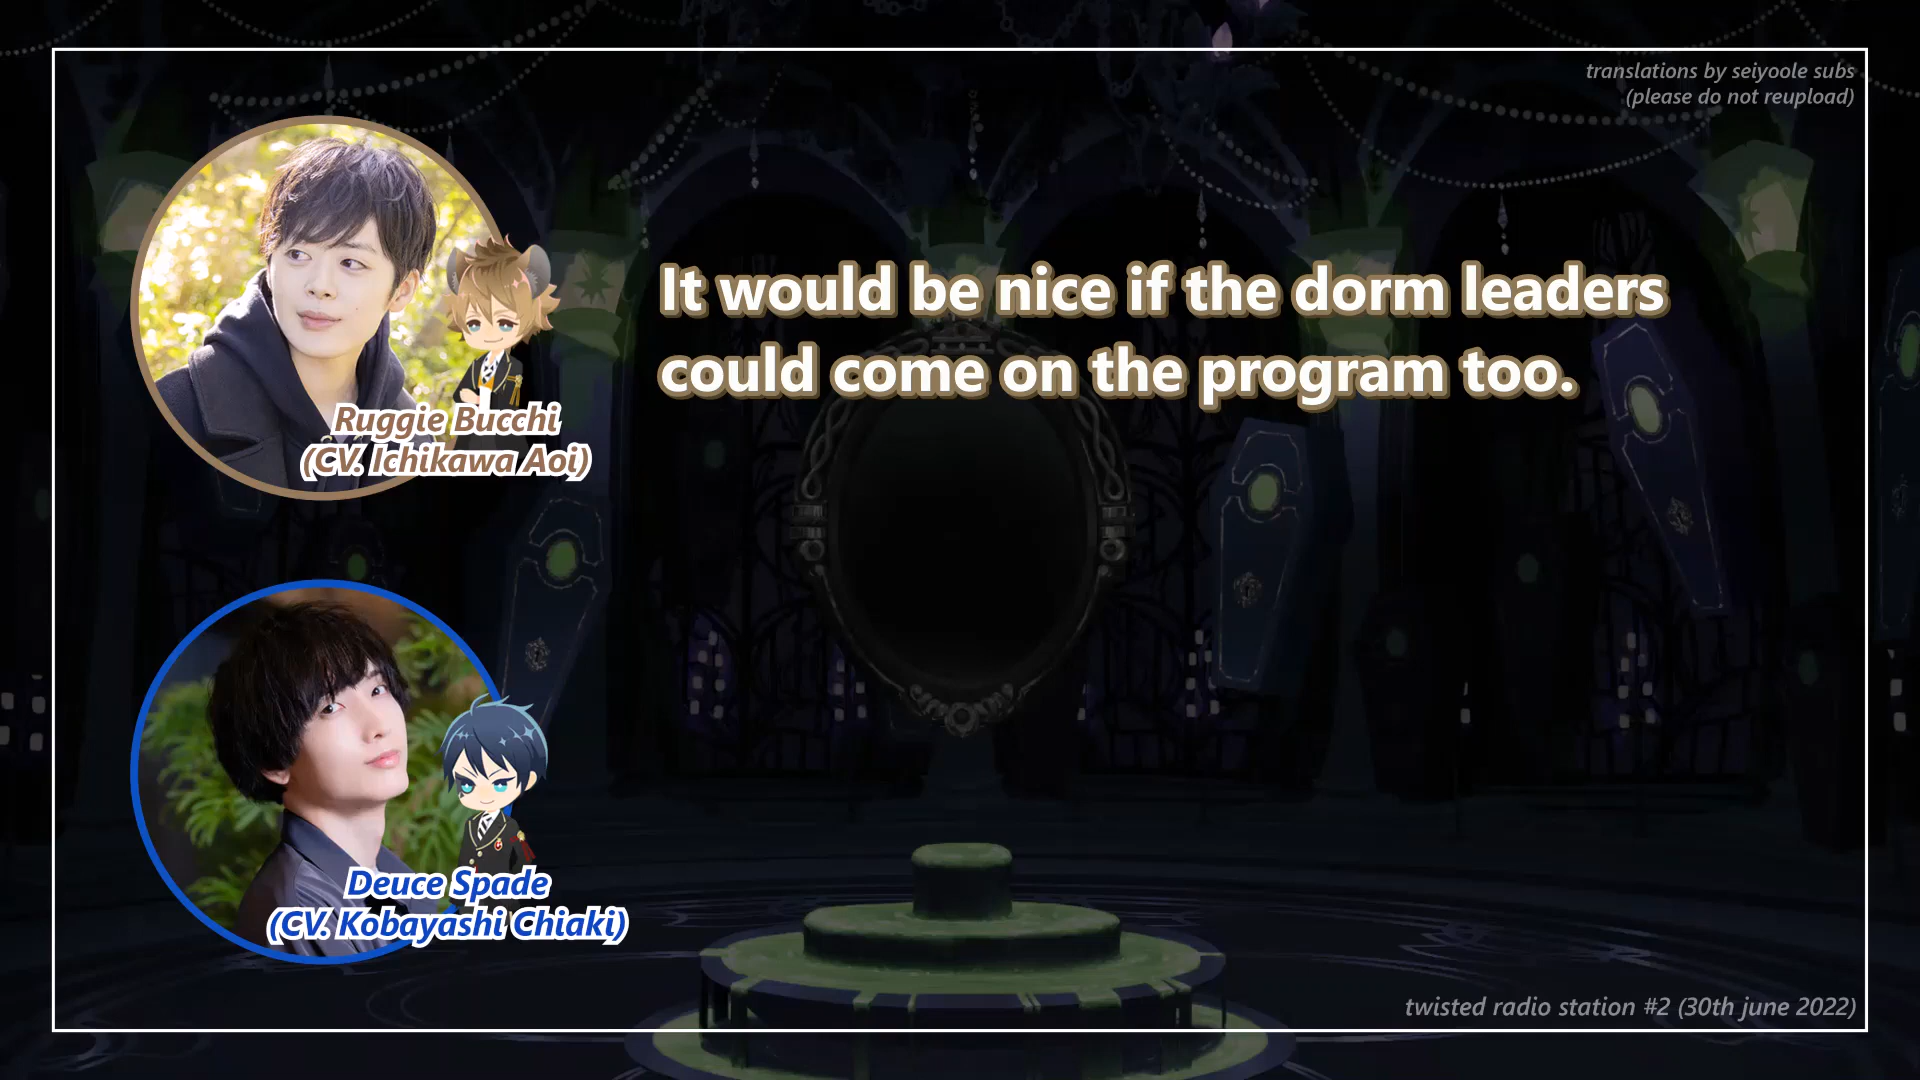 translations by seiyoole subs
(please do not reupload)
It would be nice if the dorm leaders
could come on the program too.
Ruggie Bucchi
(CV. Ichikawa Aoi)
Deuce Spade
(CV. Kobayashi Chiaki)
twisted radio station #2 (30th june 2022)